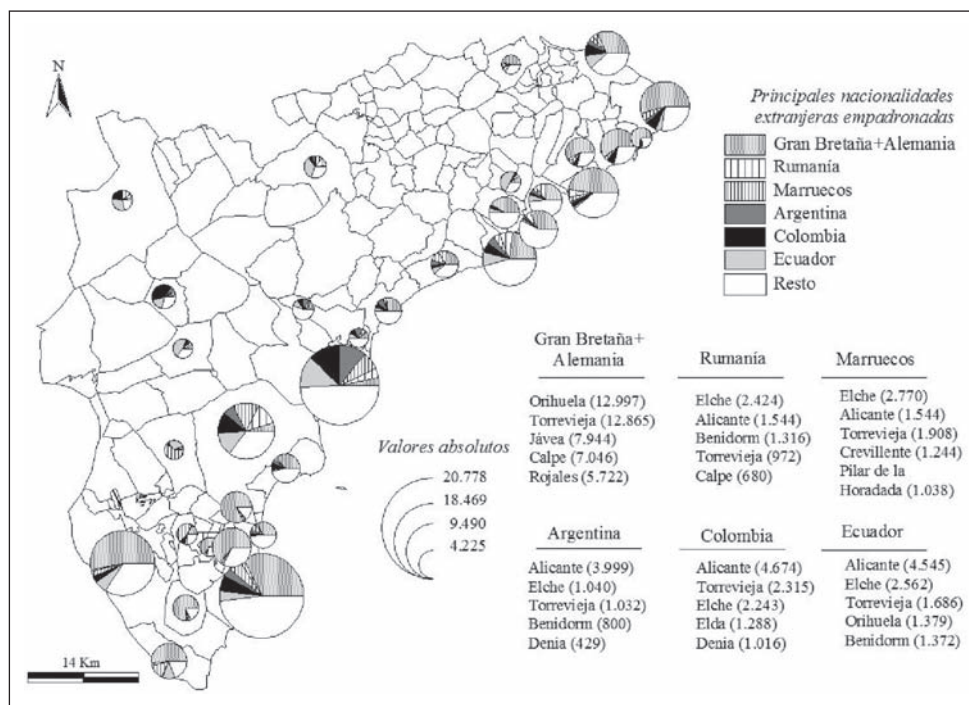 N
Principales nacionalidades
extranjeras empadronadas
Gran Bretaña+Alemania
Rumanía
Marruecos
Argentina
Colombia
Ecuador
Resto
Valores absolutos
20.778
18.469
9.490
4.225
14 Km
Gran Bretaña+
Alemania
Orihuela (12.997)
Torrevieja (12.865)
Jávea (7.944)
Calpe (7.046)
Rojales (5.722)
Rumanía
Elche (2.424)
Alicante (1.544)
Benidorm (1.316)
Torrevieja (972)
Calpe (680)
Marruecos
Elche (2.770)
Alicante (1.544)
Torrevieja (1.908)
Crevillente (1.244)
Pilar de la
Horadada (1.038)
Argentina
Alicante (3.999)
Elche (1.040)
Torrevieja (1.032)
Benidorm (800)
Denia (429)
Colombia
Alicante (4.674)
Torrevieja (2.315)
Elche (2.243)
Elda (1.288)
Denia (1.016)
Ecuador
Alicante (4.545)
Elche (2.562)
Torrevieja (1.686)
Orihuela (1.379)
Benidorm (1.372)